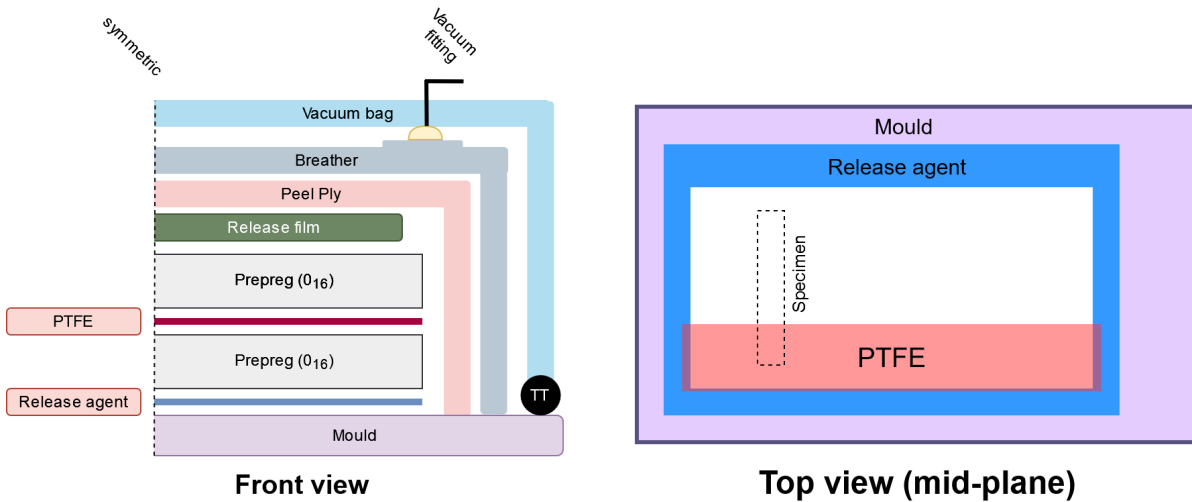 symmetric
Vacuum
fitting
Vacuum bag
Breather
Peel Ply
Release film
Prepreg (0₁₆)
PTFE
Prepreg (0₁₆)
Release agent
TT
Mould
Front view
Mould
Release agent
Specimen
PTFE
Top view (mid-plane)